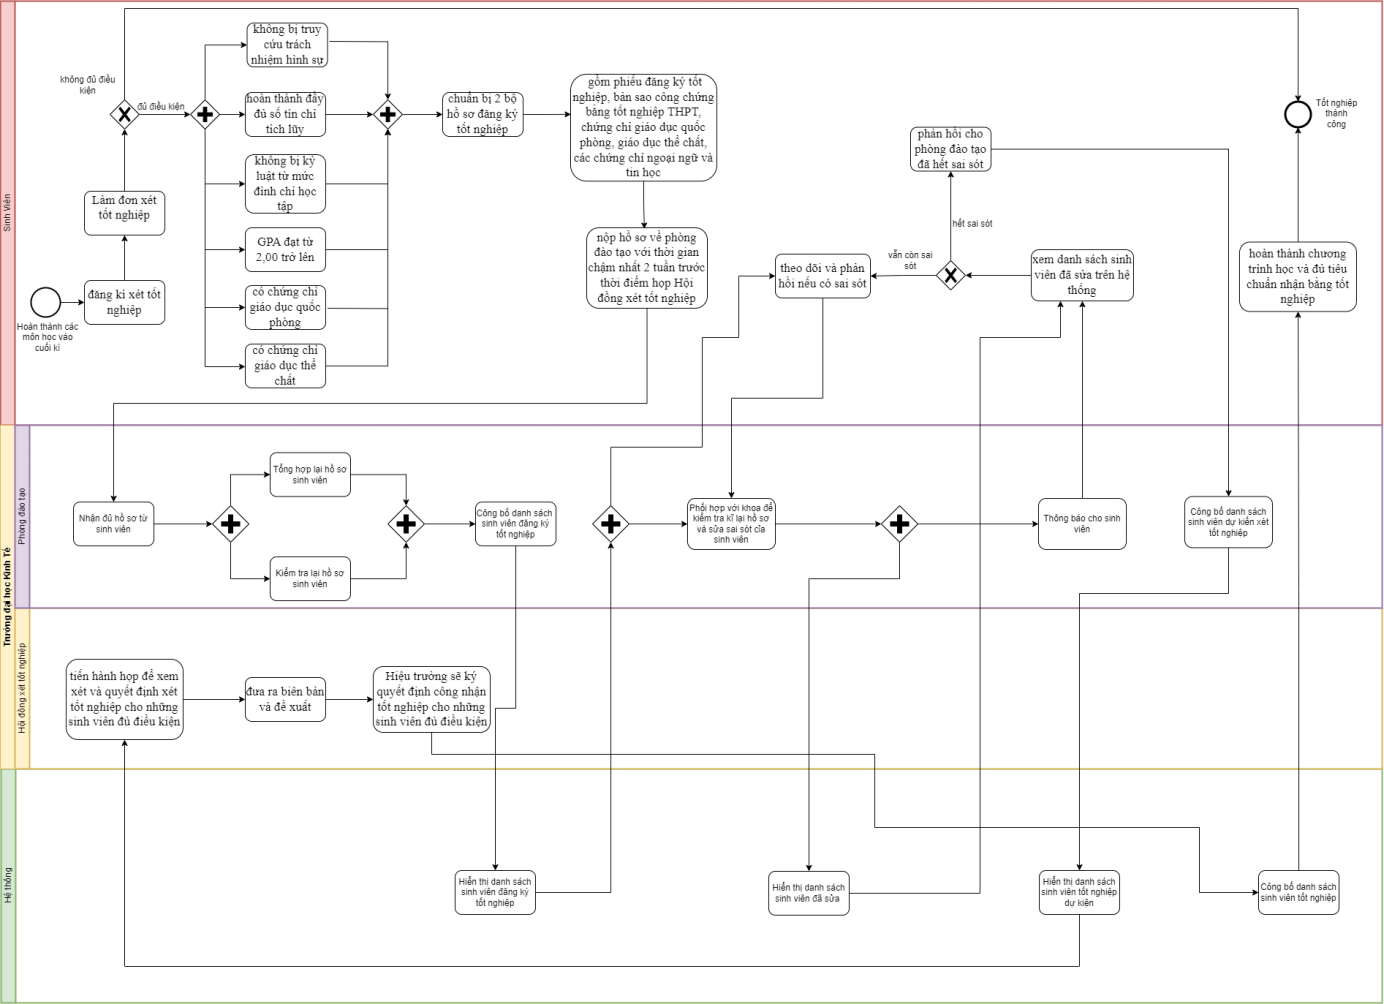 Sinh Viên
không đủ điều
kiện
đủ điều kiện
Làm đơn xét
tốt nghiệp
đăng kí xét tốt
nghiệp
Hoàn thành các
môn học vào
cuối kì
không bị truy
cứu trách
nhiệm hình sự
hoàn thành đầy
đủ số tín chỉ
tích lũy
không bị kỷ
luật từ mức
đình chỉ học
tập
GPA đạt từ
2,00 trở lên
có chứng chỉ
giáo dục quốc
phòng
có chứng chỉ
giáo dục thể
chất
chuẩn bị 2 bộ
hồ sơ đăng ký
tốt nghiệp
gồm phiếu đăng ký tốt
nghiệp, bản sao công chứng
bằng tốt nghiệp THPT,
chứng chỉ giáo dục quốc
phòng, giáo dục thể chất,
các chứng chỉ ngoại ngữ và
tin học
nộp hồ sơ về phòng
đào tạo với thời gian
chậm nhất 2 tuần trước
thời điểm họp Hội
đồng xét tốt nghiệp
theo dõi và phản
hồi nếu có sai sót
vẫn còn sai
sót
hết sai sót
phản hồi cho
phòng đào tạo
đã hết sai sót
xem danh sách sinh
viên đã sửa trên hệ
thống
Tốt nghiệp
thành
công
hoàn thành chương
trình học và đủ tiêu
chuẩn nhận bằng tốt
nghiệp
Trường đại học Kinh Tế
Phòng đào tạo
Nhận đủ hồ sơ từ
sinh viên
Tổng hợp lại hồ sơ
sinh viên
Kiểm tra lại hồ sơ
sinh viên
Công bố danh sách
sinh viên đăng ký
tốt nghiệp
Phối hợp với khoa để
kiểm tra kĩ lại hồ sơ
và sửa sai sót cỉa
sinh viên
Thông báo cho sinh
viên
Công bố danh sách
sinh viên dự kiến xét
tốt nghiệp
Hội đồng xét tốt nghiệp
tiến hành họp để xem
xét và quyết định xét
tốt nghiệp cho những
sinh viên đủ điều kiện
đưa ra biên bản
và đề xuất
Hiệu trưởng sẽ ký
quyết định công nhận
tốt nghiệp cho những
sinh viên đủ điều kiện
Hệ thống
Hiển thị danh sách
sinh viên đăng ký
tốt nghiệp
Hiển thị danh sách
sinh viên đã sửa
Hiển thị danh sách
sinh viên tốt nghiệp
dự kiến
Công bố danh sách
sinh viên tốt nghiệp